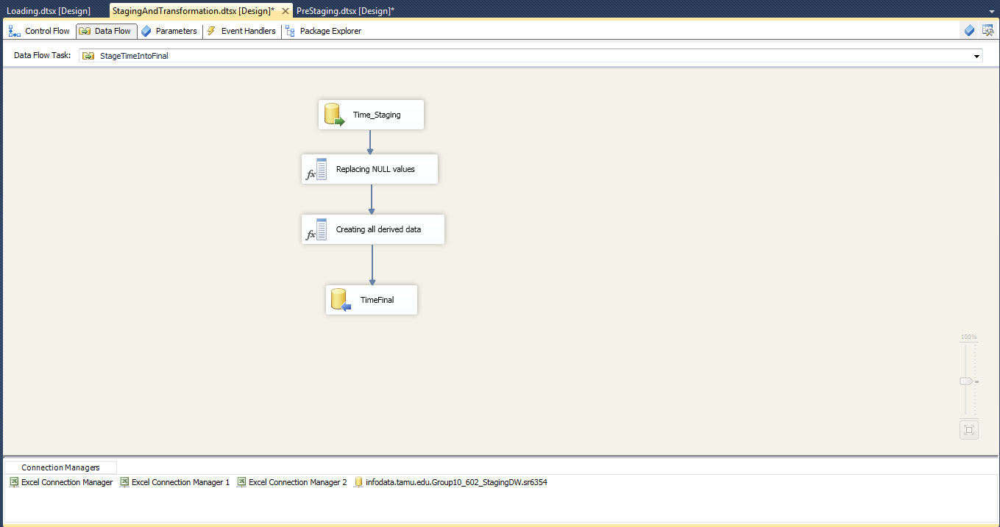 Loading.dtsx [Design] StagingAndTransformation.dtsx [Design]* PreStaging.dtsx [Design]*
Control Flow Data Flow Parameters Event Handlers Package Explorer
Data Flow Task: StageTimeIntoFinal
Time_Staging
fx Replacing NULL values
fx Creating all derived data
TimeFinal
100%
Connection Managers
Excel Connection Manager Excel Connection Manager 1 Excel Connection Manager 2 infodata.tamu.edu.Group10_602_StagingDW.sr6354